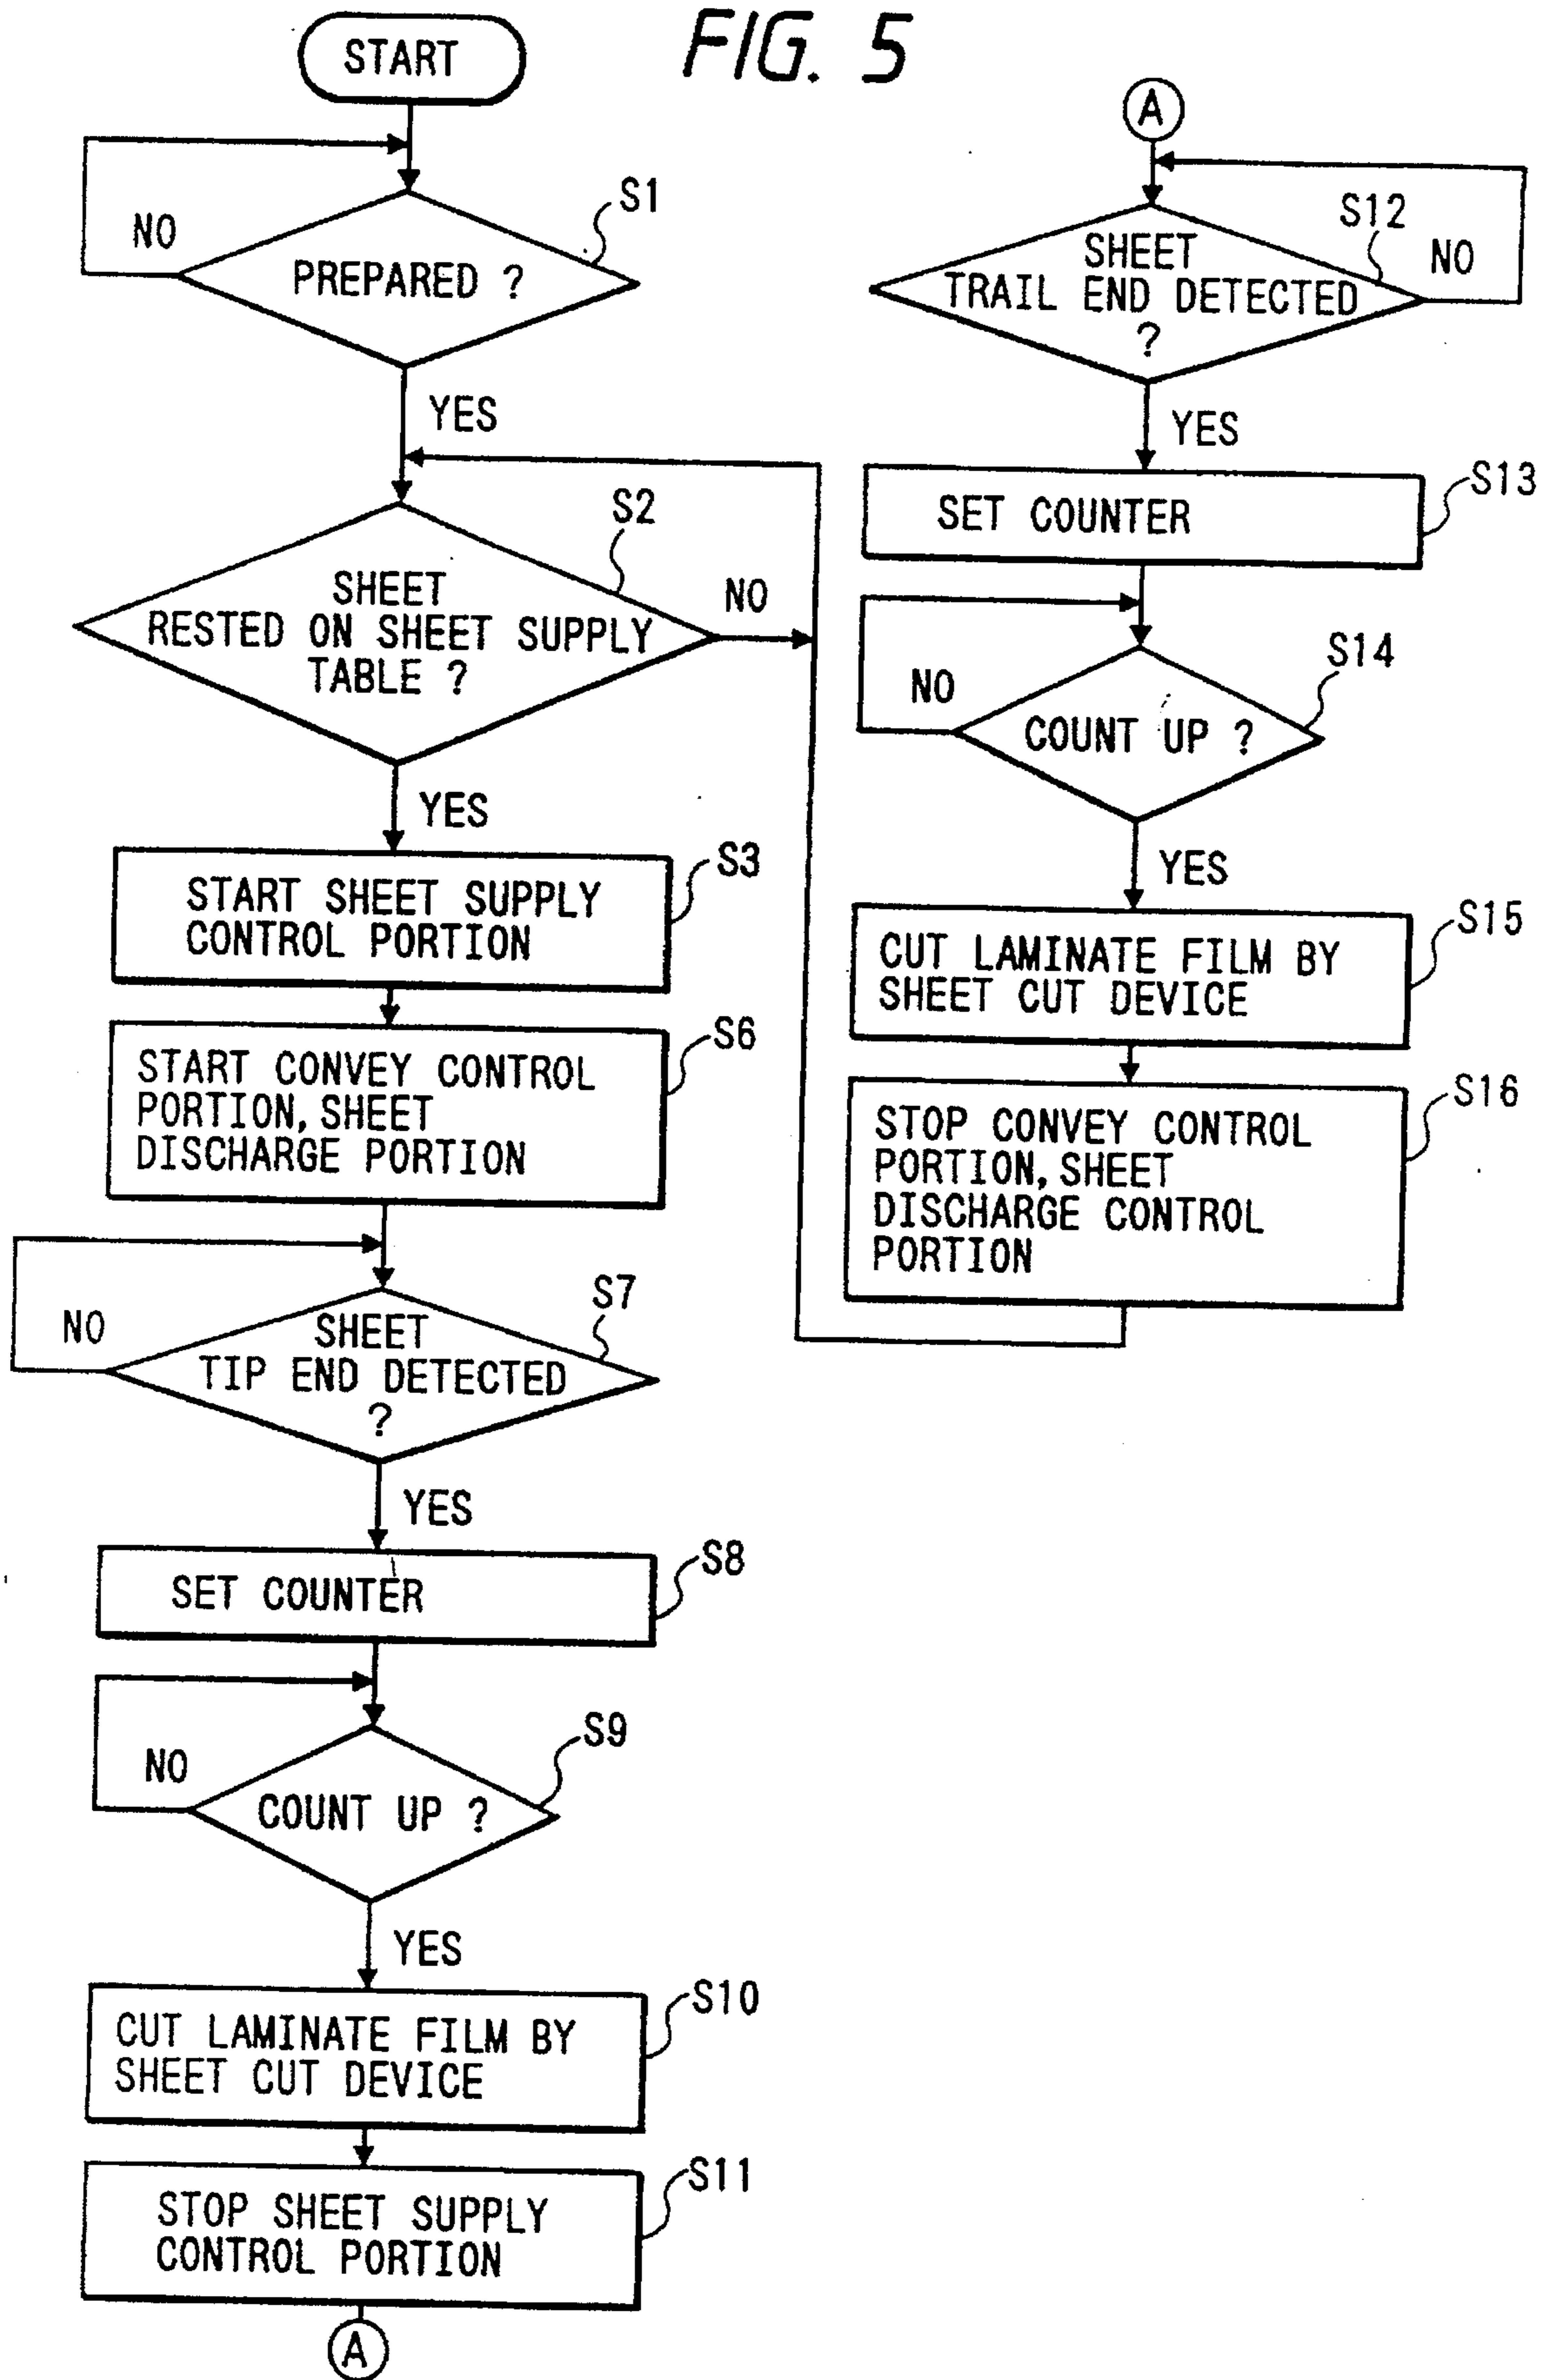 FIG. 5
START
S1
NO
PREPARED ?
YES
S2
SHEET
RESTED ON SHEET SUPPLY
TABLE ?
NO
YES
S3
START SHEET SUPPLY
CONTROL PORTION
S6
START CONVEY CONTROL
PORTION, SHEET
DISCHARGE PORTION
S7
NO
SHEET
TIP END DETECTED
?
YES
S8
SET COUNTER
S9
NO
COUNT UP ?
YES
S10
CUT LAMINATE FILM BY
SHEET CUT DEVICE
S11
STOP SHEET SUPPLY
CONTROL PORTION
A
A
S12
SHEET
TRAIL END DETECTED
?
NO
YES
S13
SET COUNTER
S14
NO
COUNT UP ?
YES
S15
CUT LAMINATE FILM BY
SHEET CUT DEVICE
S16
STOP CONVEY CONTROL
PORTION, SHEET
DISCHARGE CONTROL
PORTION